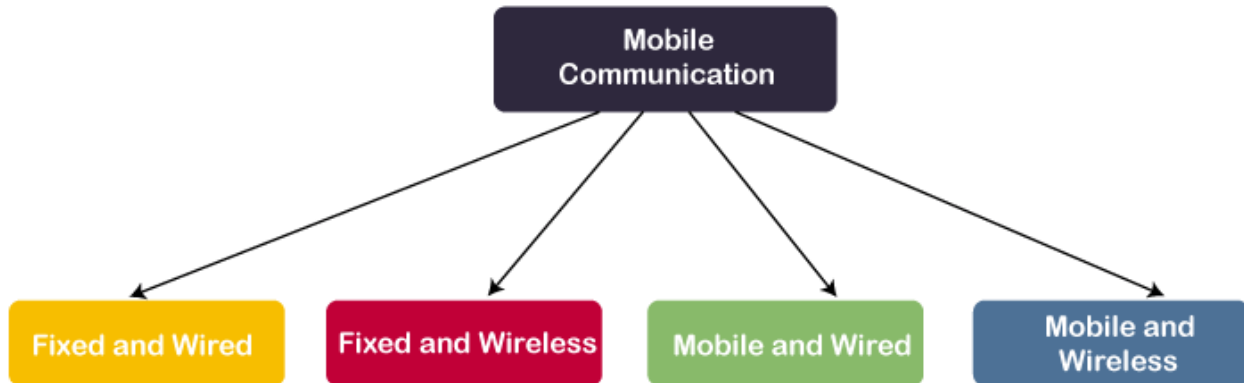 Mobile
Communication
Fixed and Wired
Fixed and Wireless
Mobile and Wired
Mobile and
Wireless